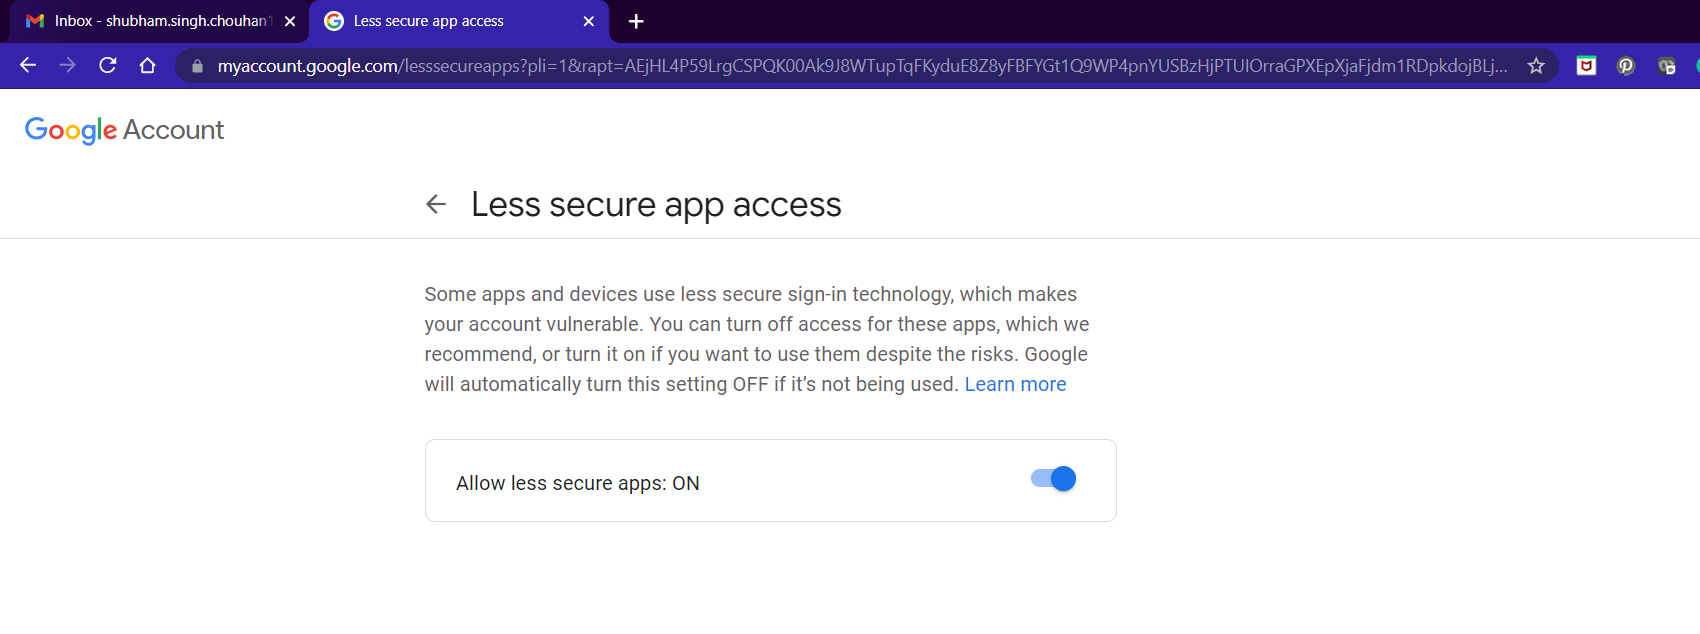 Inbox - shubham.singh.chouhan1
Less secure app access
myaccount.google.com/lesssecureapps?pli=1&rapt=AEjHL4P59LrgCSPQK00Ak9J8WTupTqFKyduE8Z8yFBFYGt1Q9WP4pnYUSBzHjPTUIOrraGPXEpXjaFjdm1RDpkdojBLj...
Google Account
Less secure app access
Some apps and devices use less secure sign-in technology, which makes
your account vulnerable. You can turn off access for these apps, which we
recommend, or turn it on if you want to use them despite the risks. Google
will automatically turn this setting OFF if it’s not being used. Learn more
Allow less secure apps: ON